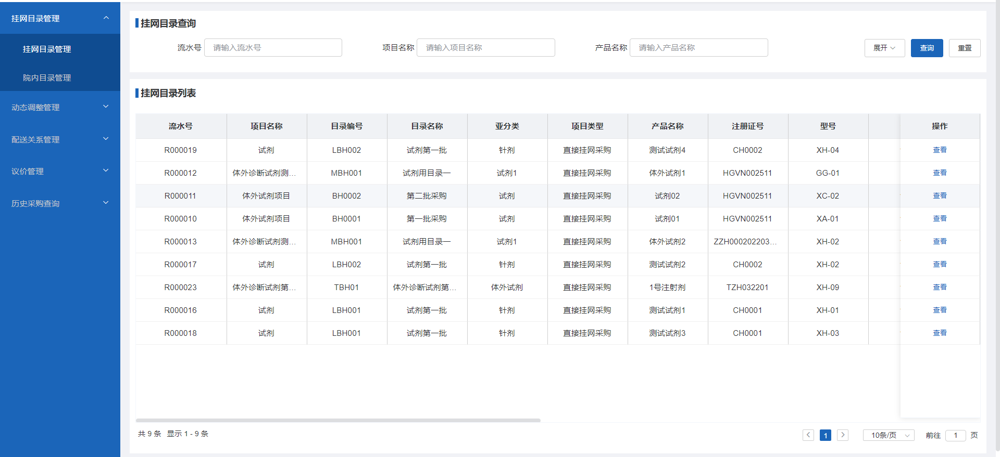 挂网目录管理
挂网目录管理
院内目录管理
动态调整管理
配送关系管理
议价管理
历史采购查询
挂网目录查询
流水号 请输入流水号 项目名称 请输入项目名称 产品名称 请输入产品名称 展开 查询 重置
挂网目录列表
流水号 项目名称 目录编号 目录名称 亚分类 项目类型 产品名称 注册证号 型号 操作
R000019 试剂 LBH002 试剂第一批 针剂 直接挂网采购 测试试剂4 CH0002 XH-04 查看
R000012 体外诊断试剂测... MBH001 试剂用目录一 试剂1 直接挂网采购 体外试剂1 HGVN002511 GG-01 查看
R000011 体外试剂项目 BH0002 第二批采购 试剂 直接挂网采购 试剂02 HGVN002511 XC-02 查看
R000010 体外试剂项目 BH0001 第一批采购 试剂 直接挂网采购 试剂01 HGVN002511 XA-01 查看
R000013 体外诊断试剂测... MBH001 试剂用目录一 试剂1 直接挂网采购 体外试剂2 ZZH000202203... XH-02 查看
R000017 试剂 LBH002 试剂第一批 针剂 直接挂网采购 测试试剂2 CH0002 XH-02 查看
R000023 体外诊断试剂第... TBH01 体外诊断试剂第... 体外试剂 直接挂网采购 1号注射剂 TZH032201 XH-09 查看
R000016 试剂 LBH001 试剂第一批 针剂 直接挂网采购 测试试剂1 CH0001 XH-01 查看
R000018 试剂 LBH001 试剂第一批 针剂 直接挂网采购 测试试剂3 CH0001 XH-03 查看
共 9 条 显示 1 - 9 条 1 10条/页 前往 1 页